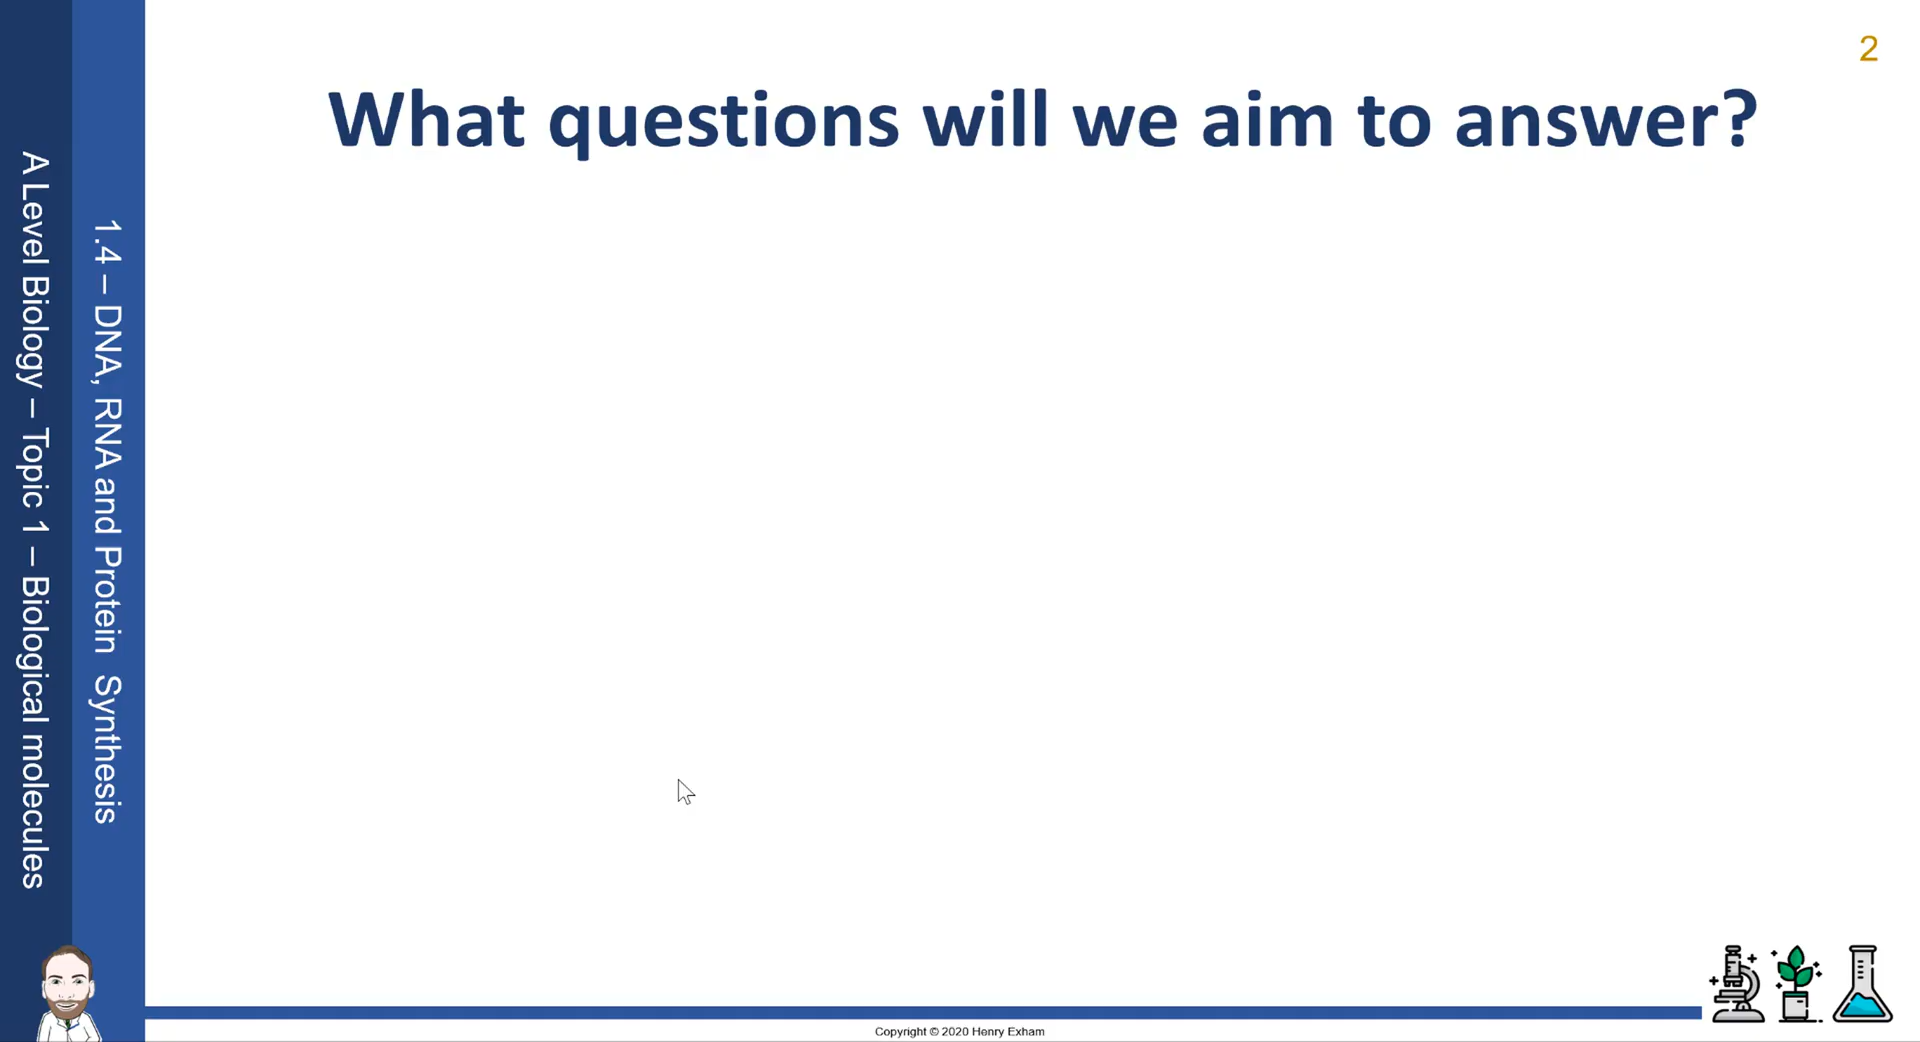 2
What questions will we aim to answer?
A Level Biology – Topic 1 – Biological molecules
1.4 – DNA, RNA and Protein Synthesis
Copyright © 2020 Henry Exham